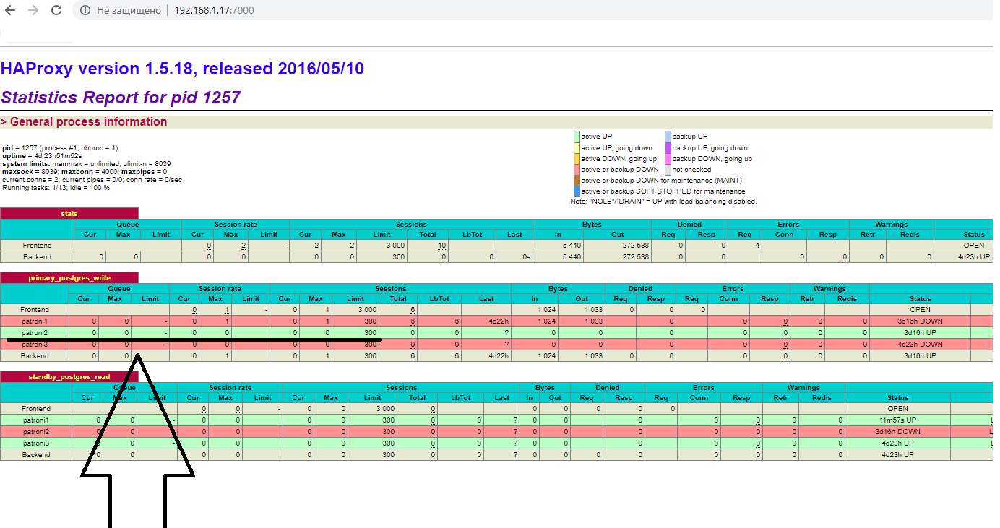 Не защищено 192.168.1.17:7000
HAProxy version 1.5.18, released 2016/05/10
Statistics Report for pid 1257
> General process information
pid = 1257 (process #1, nbproc = 1)
uptime = 4d 23h51m52s
system limits: memmax = unlimited; ulimit-n = 8039
maxsock = 8039; maxconn = 4000; maxpipes = 0
current conns = 2; current pipes = 0/0; conn rate = 0/sec
Running tasks: 1/13; idle = 100 %
active UP backup UP
active UP, going down backup UP, going down
active DOWN, going up backup DOWN, going up
active or backup DOWN not checked
active or backup DOWN for maintenance (MAINT)
active or backup SOFT STOPPED for maintenance
Note: "NOLB"/"DRAIN" = UP with load-balancing disabled.
stats
Queue Session rate Sessions Bytes Denied Errors Warnings
Cur Max Limit Cur Max Limit Cur Max Limit Total LbTot Last In Out Req Resp Req Conn Resp Retr Redis Status
Frontend 0 2 - 2 2 3 000 10 5 440 272 538 0 0 4 OPEN
Backend 0 0 0 0 0 0 300 0 0 0s 5 440 272 538 0 0 0 0 0 0 4d23h UP
primary_postgres_write
Queue Session rate Sessions Bytes Denied Errors Warnings
Cur Max Limit Cur Max Limit Cur Max Limit Total LbTot Last In Out Req Resp Req Conn Resp Retr Redis Status
Frontend 0 1 - 0 1 3 000 6 1 024 1 033 0 0 0 OPEN
patroni1 0 0 - 0 1 0 1 300 6 6 4d22h 1 024 1 033 0 0 0 0 0 3d16h DOWN
patroni2 0 0 - 0 0 0 0 300 0 0 ? 0 0 0 0 0 0 0 3d16h UP
patroni3 0 0 - 0 0 0 0 300 0 0 ? 0 0 0 0 0 0 0 4d23h DOWN
Backend 0 0 0 1 0 1 300 6 6 4d22h 1 024 1 033 0 0 0 0 0 0 3d16h UP
standby_postgres_read
Queue Session rate Sessions Bytes Denied Errors Warnings
Cur Max Limit Cur Max Limit Cur Max Limit Total LbTot Last In Out Req Resp Req Conn Resp Retr Redis Status
Frontend 0 0 - 0 0 3 000 0 0 0 0 0 0 OPEN
patroni1 0 0 - 0 0 0 0 300 0 0 ? 0 0 0 0 0 0 0 11m57s UP
patroni2 0 0 - 0 0 0 0 300 0 0 ? 0 0 0 0 0 0 0 3d16h DOWN
patroni3 0 0 - 0 0 0 0 300 0 0 ? 0 0 0 0 0 0 0 4d23h UP
Backend 0 0 0 0 0 0 300 0 0 ? 0 0 0 0 0 0 0 0 4d23h UP